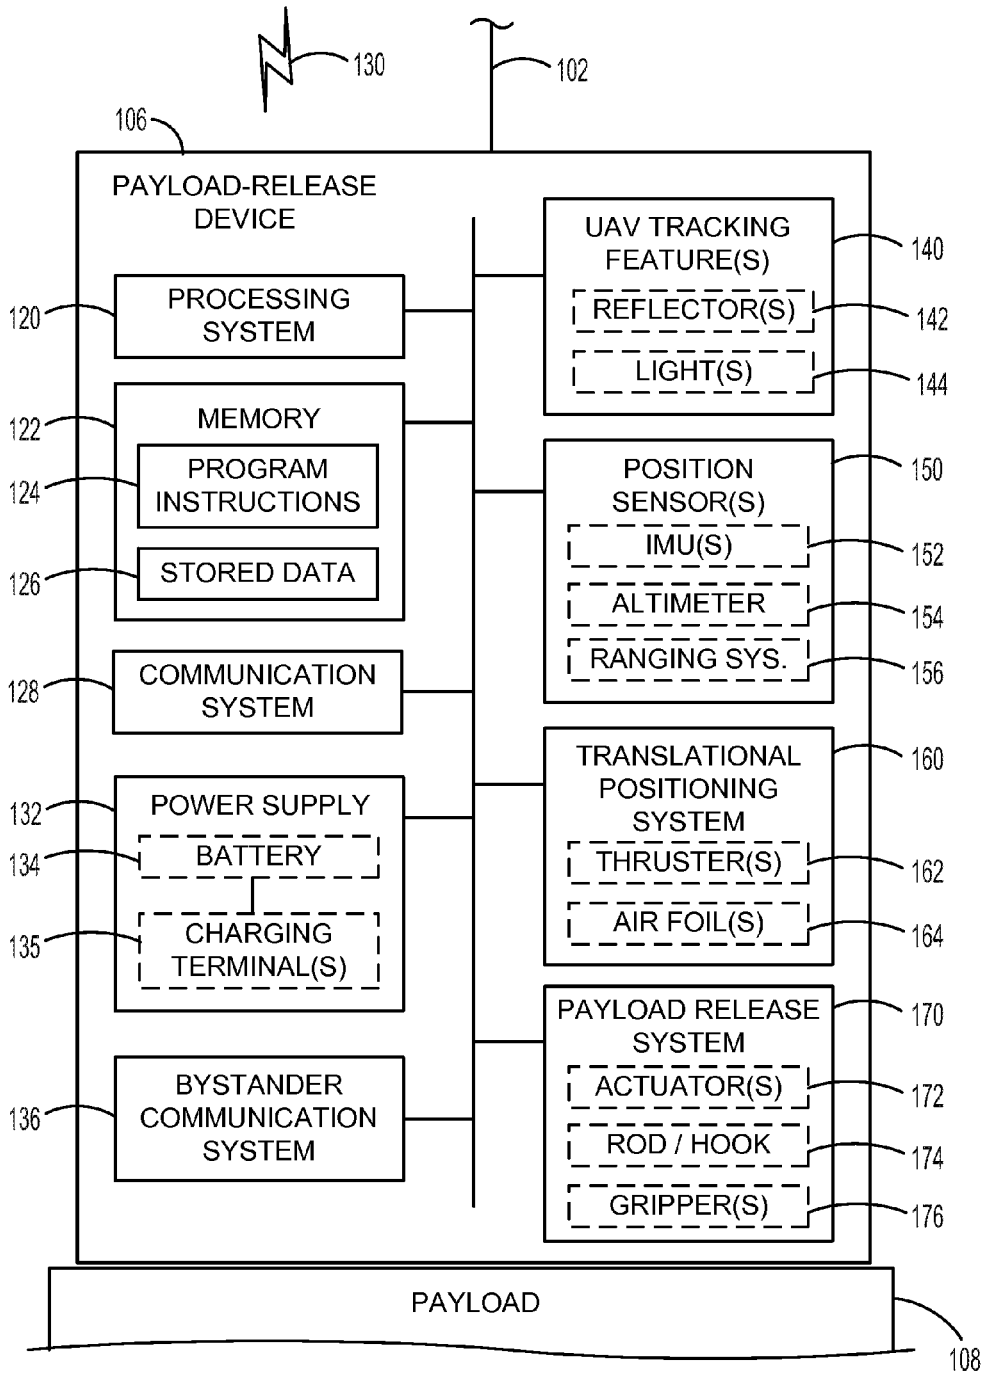 130
102
106
PAYLOAD-RELEASE
DEVICE
120
PROCESSING
SYSTEM
122
MEMORY
124
PROGRAM
INSTRUCTIONS
126
STORED DATA
128
COMMUNICATION
SYSTEM
132
POWER SUPPLY
134
BATTERY
135
CHARGING
TERMINAL(S)
136
BYSTANDER
COMMUNICATION
SYSTEM
UAV TRACKING
FEATURE(S)
140
REFLECTOR(S)
142
LIGHT(S)
144
POSITION
SENSOR(S)
150
IMU(S)
152
ALTIMETER
154
RANGING SYS.
156
TRANSLATIONAL
POSITIONING
SYSTEM
160
THRUSTER(S)
162
AIR FOIL(S)
164
PAYLOAD RELEASE
SYSTEM
170
ACTUATOR(S)
172
ROD / HOOK
174
GRIPPER(S)
176
PAYLOAD
108